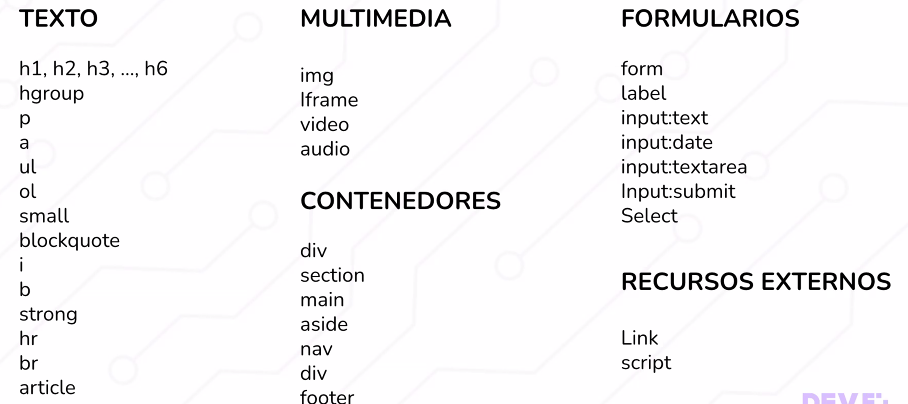 TEXTO
h1, h2, h3, ..., h6
hgroup
p
a
ul
ol
small
blockquote
i
b
strong
hr
br
article
MULTIMEDIA
img
Iframe
video
audio
CONTENEDORES
div
section
main
aside
nav
div
footer
FORMULARIOS
form
label
input:text
input:date
input:textarea
Input:submit
Select
RECURSOS EXTERNOS
Link
script